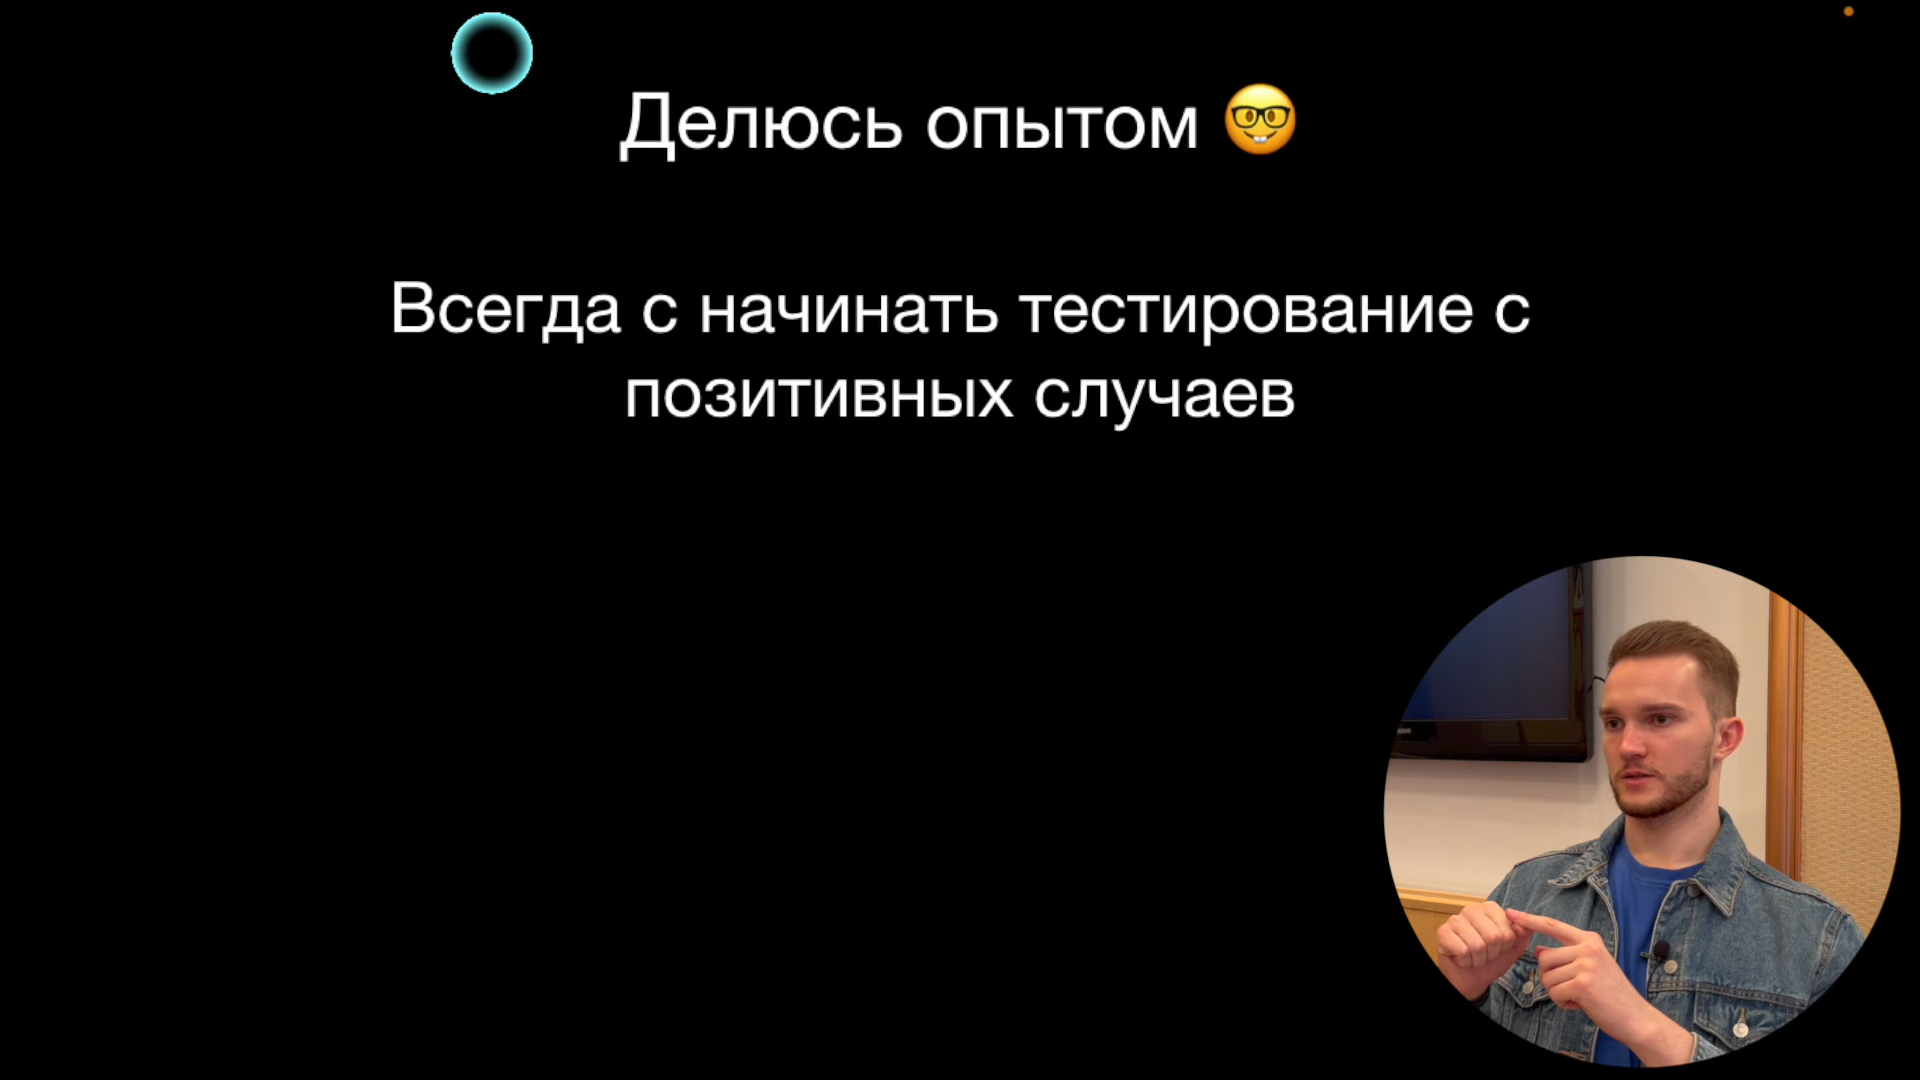 Делюсь опытом 🤓
Всегда с начинать тестирование с
позитивных случаев